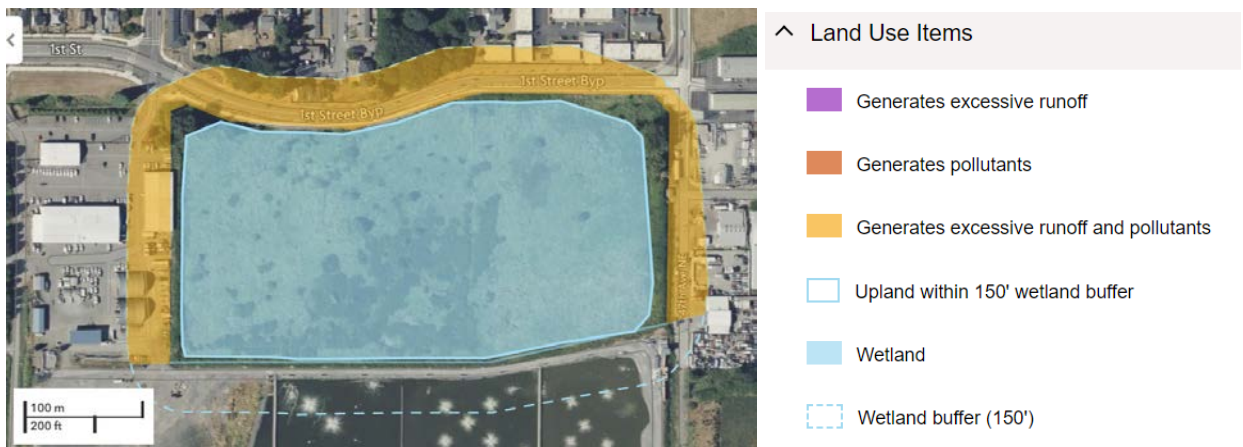 1st St
1st Street Byp
1st Street Byp
100 m
200 ft
Land Use Items
Generates excessive runoff
Generates pollutants
Generates excessive runoff and pollutants
Upland within 150' wetland buffer
Wetland
Wetland buffer (150')